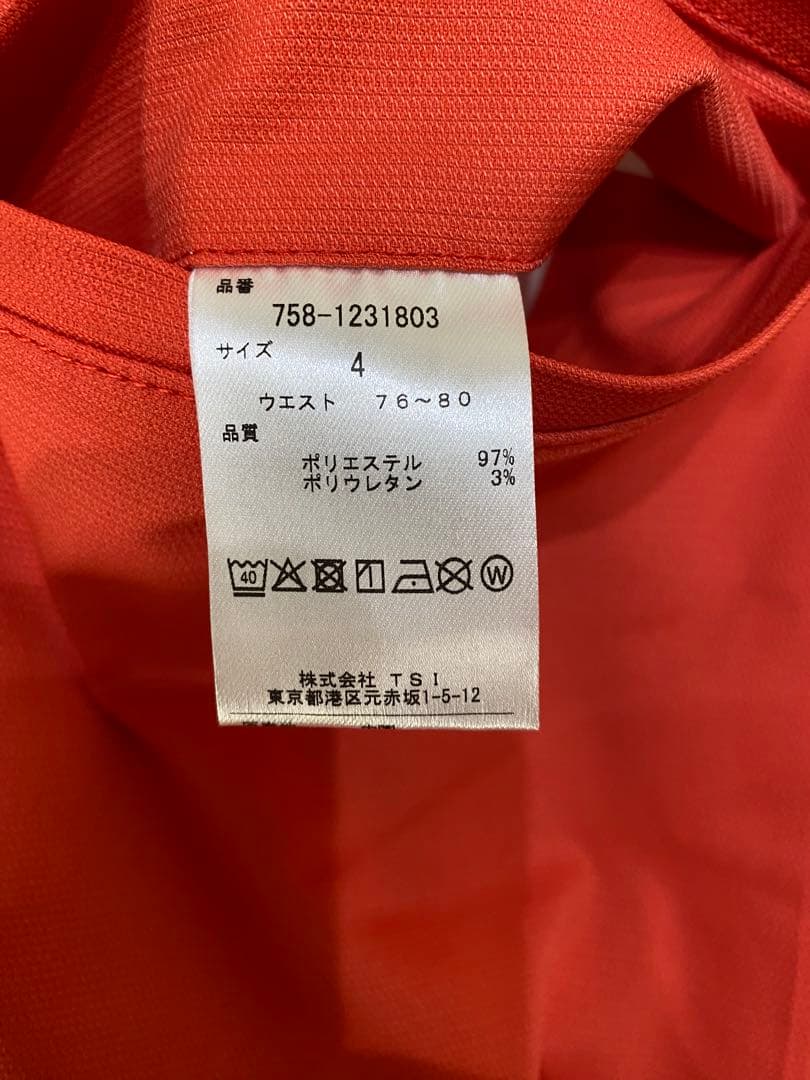 品番
758-1231803
サイズ
4
ウエスト 76~80
品質
ポリエステル 97%
ポリウレタン 3%
40 W
株式会社 TSI
東京都港区元赤坂1-5-12